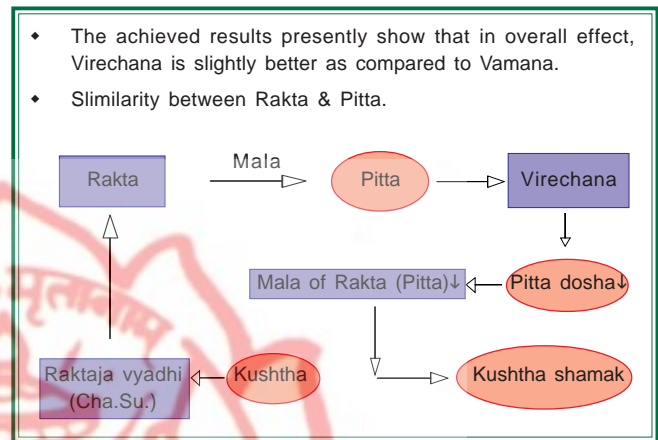 ◆ The achieved results presently show that in overall effect,
Virechana is slightly better as compared to Vamana.
◆ Slimilarity between Rakta & Pitta.
Mala
Rakta
Pitta
Virechana
Mala of Rakta (Pitta)↓
Pitta dosha↓
Raktaja vyadhi
(Cha.Su.)
Kushtha
Kushtha shamak